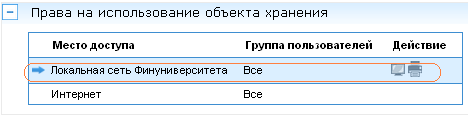 Права на использование объекта хранения
Место доступа Группа пользователей Действие
Локальная сеть Финуниверситета Все
Интернет Все